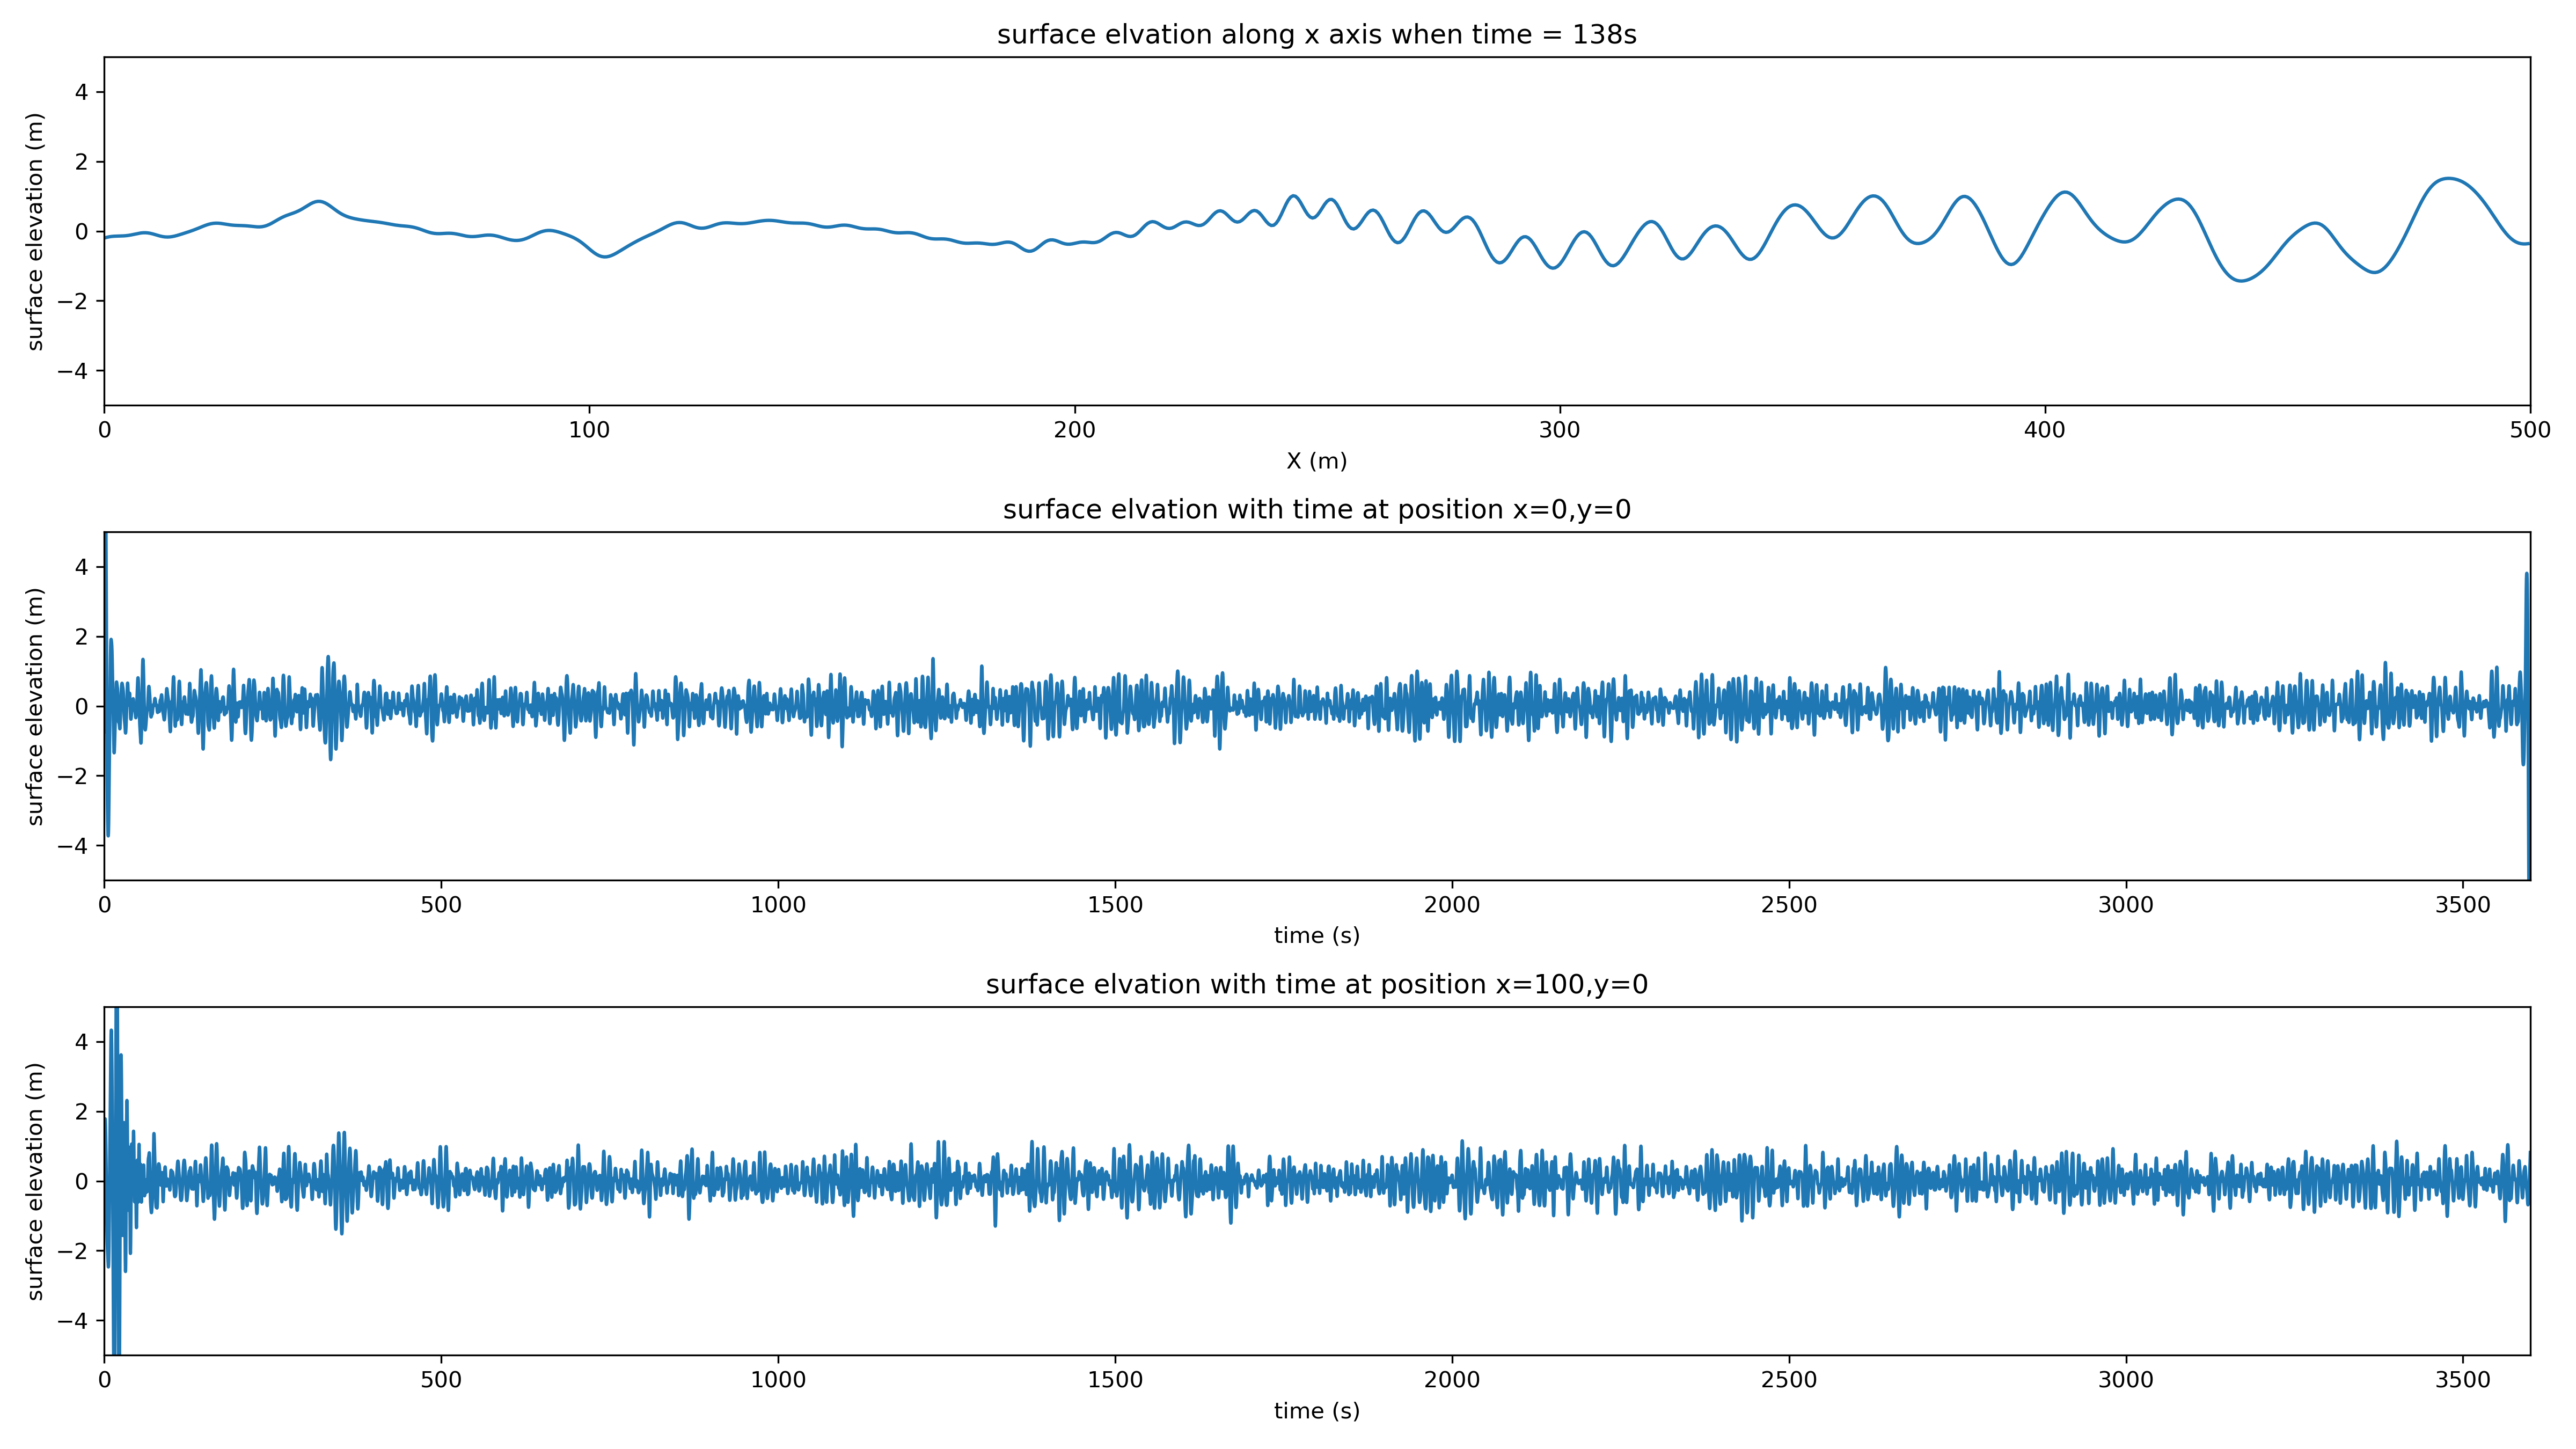 surface elvation along x axis when time = 138s
surface elevation (m)
4
2
0
−2
−4
0 100 200 300 400 500
X (m)
surface elvation with time at position x=0,y=0
surface elevation (m)
4
2
0
−2
−4
0 500 1000 1500 2000 2500 3000 3500
time (s)
surface elvation with time at position x=100,y=0
surface elevation (m)
4
2
0
−2
−4
0 500 1000 1500 2000 2500 3000 3500
time (s)